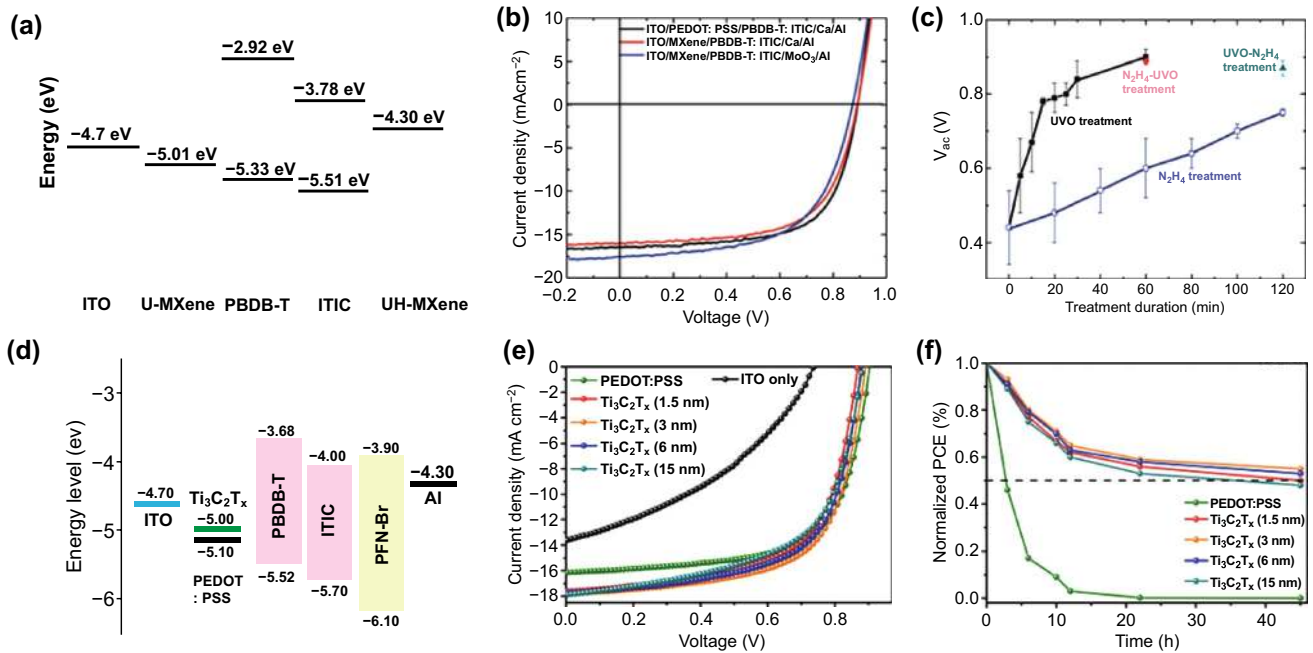 (a)
Energy (eV)
−2.92 eV
−3.78 eV
−4.30 eV
−4.7 eV
−5.01 eV
−5.33 eV
−5.51 eV
ITO U-MXene PBDB-T ITIC UH-MXene
(b)
ITO/PEDOT: PSS/PBDB-T: ITIC/Ca/Al
ITO/MXene/PBDB-T: ITIC/Ca/Al
ITO/MXene/PBDB-T: ITIC/MoO₃/Al
Current density (mAcm⁻²)
10
5
0
−5
−10
−15
−20
−0.2 0.0 0.2 0.4 0.6 0.8 1.0
Voltage (V)
(c)
UVO-N₂H₄
treatment
N₂H₄-UVO
treatment
UVO treatment
N₂H₄ treatment
Vac (V)
1.0
0.8
0.6
0.4
0 20 40 60 80 100 120
Treatment duration (min)
(d)
Energy level (ev)
−3
−4
−5
−6
−4.70
ITO
Ti₃C₂Tₓ
−5.00
−5.10
PEDOT
: PSS
−3.68
PBDB-T
−5.52
−4.00
ITIC
−5.70
−3.90
PFN-Br
−6.10
−4.30
Al
(e)
PEDOT:PSS
ITO only
Ti₃C₂Tₓ (1.5 nm)
Ti₃C₂Tₓ (3 nm)
Ti₃C₂Tₓ (6 nm)
Ti₃C₂Tₓ (15 nm)
Current density (mA cm⁻²)
0
−2
−4
−6
−8
−10
−12
−14
−16
−18
0.0 0.2 0.4 0.6 0.8
Voltage (V)
(f)
Normalized PCE (%)
1.0
0.8
0.6
0.4
0.2
0.0
PEDOT:PSS
Ti₃C₂Tₓ (1.5 nm)
Ti₃C₂Tₓ (3 nm)
Ti₃C₂Tₓ (6 nm)
Ti₃C₂Tₓ (15 nm)
0 10 20 30 40
Time (h)